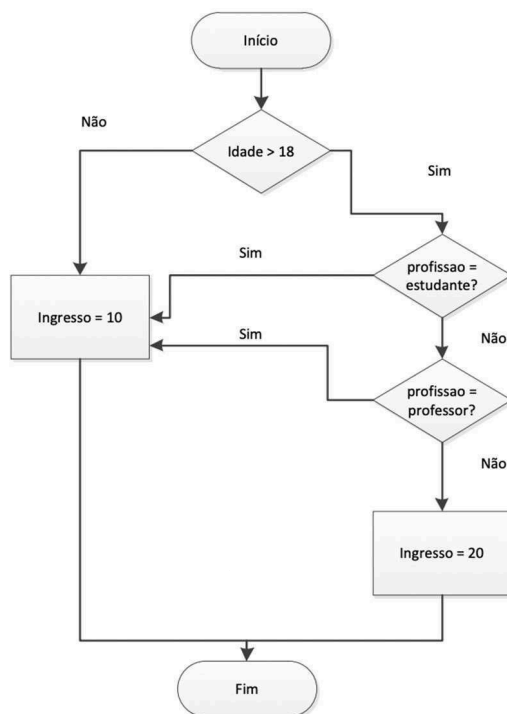 Início
Não
Idade > 18
Sim
Sim
profissao =
estudante?
Ingresso = 10
Sim
Não
profissao =
professor?
Não
Ingresso = 20
Fim